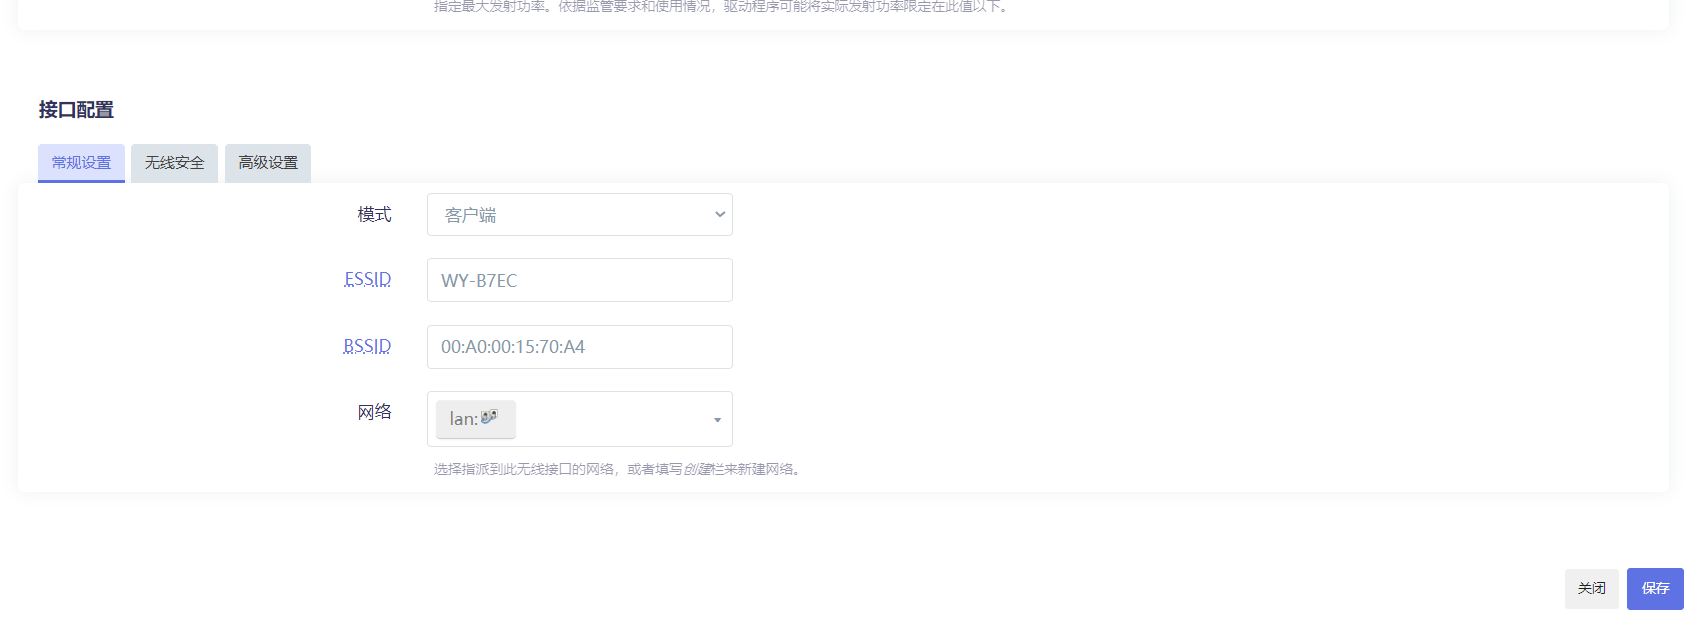 指定最大发射功率。依据监管要求和使用情况，驱动程序可能将实际发射功率限定在此值以下。
接口配置
常规设置 无线安全 高级设置
模式 客户端
ESSID WY-B7EC
BSSID 00:A0:00:15:70:A4
网络 lan:
选择指派到此无线接口的网络，或者填写创建栏来新建网络。
关闭 保存